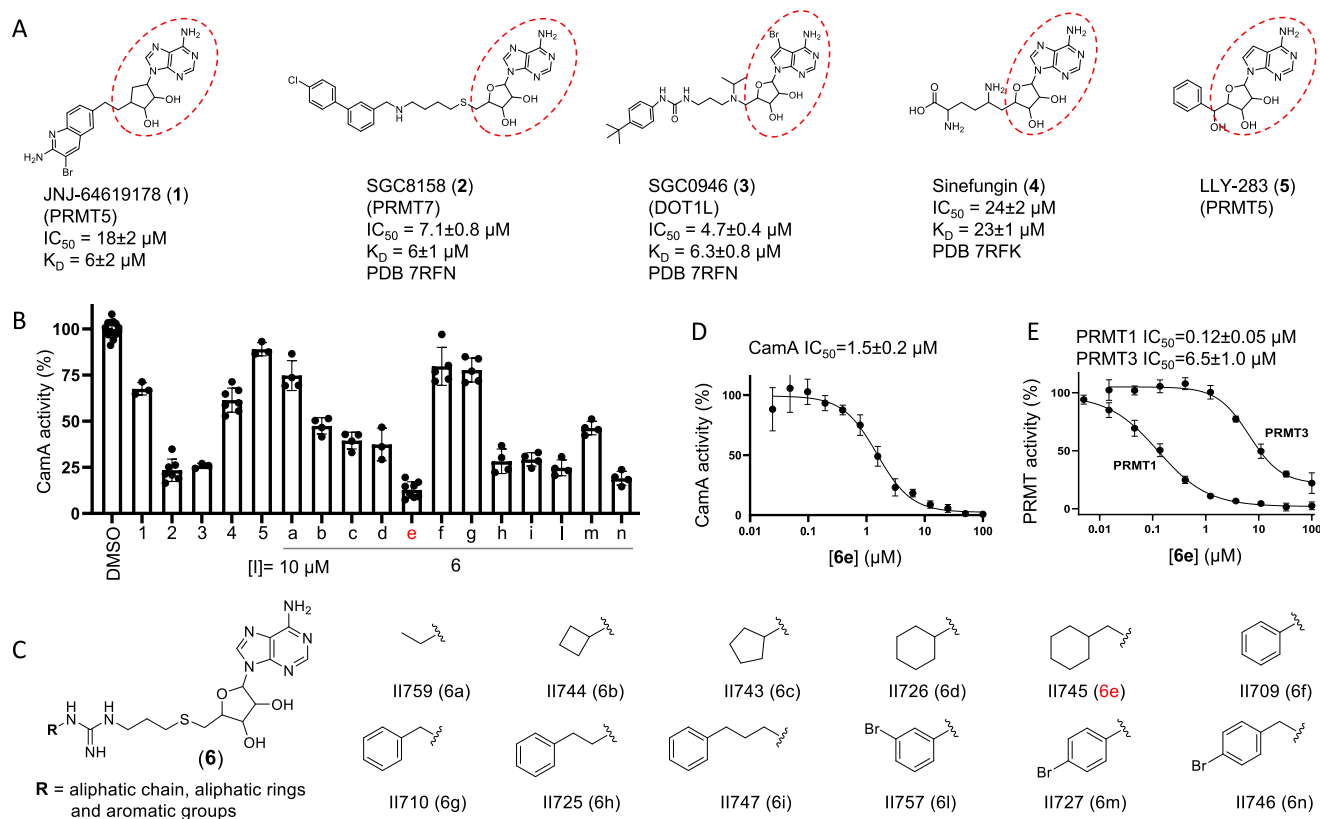 A
NH₂
N
N
N
N
OH
OH
N
NH₂
Br
JNJ-64619178 (1)
(PRMT5)
IC₅₀ = 18±2 µM
K_D = 6±2 µM
NH₂
N
N
N
N
O
Cl
N
H
S
OH
OH
SGC8158 (2)
(PRMT7)
IC₅₀ = 7.1±0.8 µM
K_D = 6±1 µM
PDB 7RFN
Br
NH₂
N
N
N
O
H
N
H
N
N
O
OH
OH
SGC0946 (3)
(DOT1L)
IC₅₀ = 4.7±0.4 µM
K_D = 6.3±0.8 µM
PDB 7RFN
NH₂
N
N
N
N
O
NH₂
O
HO
NH₂
OH
OH
Sinefungin (4)
IC₅₀ = 24±2 µM
K_D = 23±1 µM
PDB 7RFK
NH₂
N
N
N
O
OH
OH
OH
LLY-283 (5)
(PRMT5)
B
CamA activity (%)
100
75
50
25
0
DMSO 1 2 3 4 5 a b c d e f g h i l m n
[I]= 10 µM
6
D
CamA IC₅₀=1.5±0.2 µM
CamA activity (%)
100
50
0
0.01 0.1 1 10 100
[6e] (µM)
E
PRMT1 IC₅₀=0.12±0.05 µM
PRMT3 IC₅₀=6.5±1.0 µM
PRMT activity (%)
100
50
0
PRMT3
PRMT1
0.01 0.1 1 10 100
[6e] (µM)
C
NH₂
N
N
N
N
O
OH
OH
H
N
H
N
R
NH
S
(6)
R = aliphatic chain, aliphatic rings
and aromatic groups
II759 (6a)
II744 (6b)
II743 (6c)
II726 (6d)
II745 (6e)
II709 (6f)
Br
Br
Br
II710 (6g)
II725 (6h)
II747 (6i)
II757 (6l)
II727 (6m)
II746 (6n)